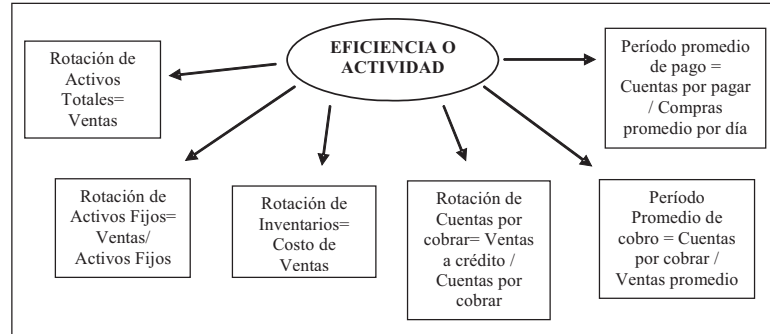 EFICIENCIA O
ACTIVIDAD
Rotación de
Activos
Totales=
Ventas
Período promedio
de pago =
Cuentas por pagar
/ Compras
promedio por día
Rotación de
Activos Fijos=
Ventas/
Activos Fijos
Rotación de
Inventarios=
Costo de
Ventas
Rotación de
Cuentas por
cobrar= Ventas
a crédito /
Cuentas por
cobrar
Período
Promedio de
cobro = Cuentas
por cobrar /
Ventas promedio